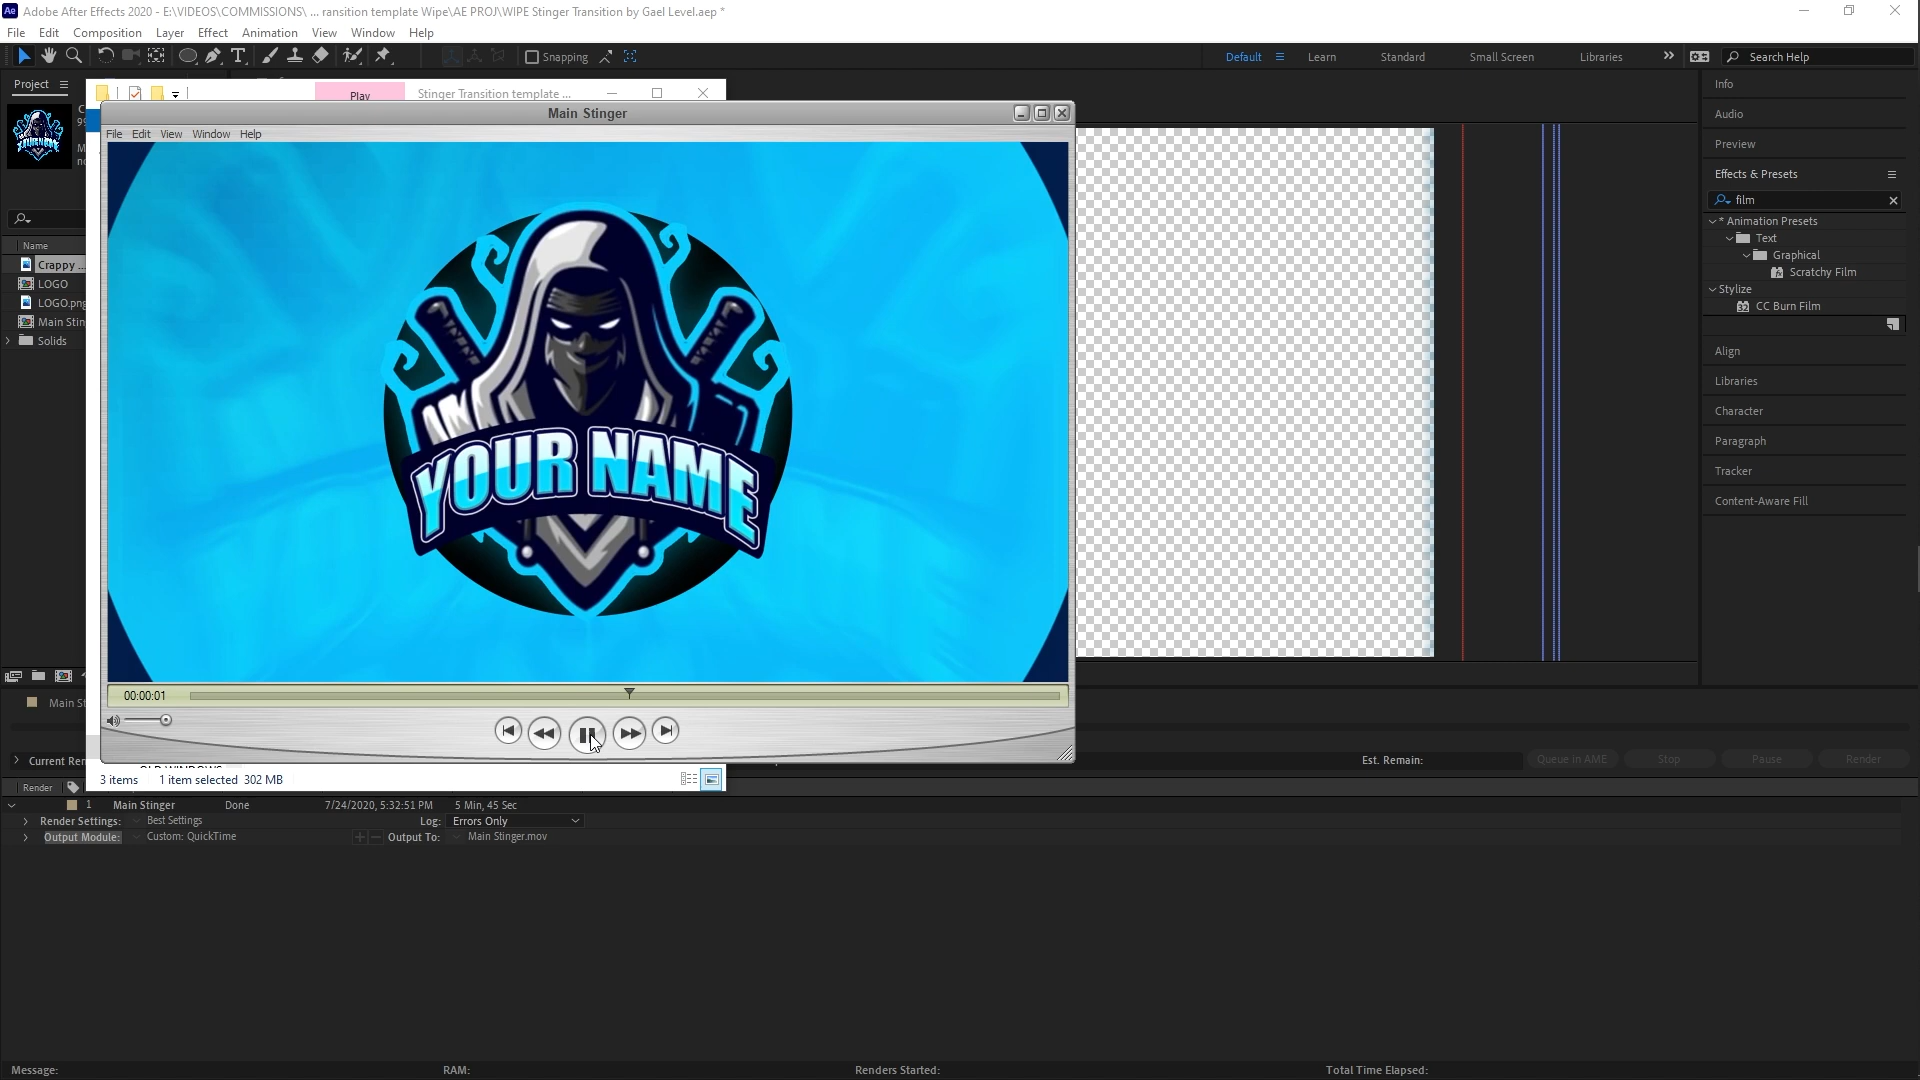 Adobe After Effects 2020 - E:\VIDEOS\COMMISSIONS\ ... ransition template Wipe\AE PROJ\WIPE Stinger Transition by Gael Level.aep *
File Edit Composition Layer Effect Animation View Window Help
Snapping Default Learn Standard Small Screen Libraries Search Help
Project
Play Stinger Transition template ...
Main Stinger
File Edit View Window Help
YOUR NAME
00:00:01
Name
Crappy ...
LOGO
LOGO.png
Main Stin
Solids
Info
Audio
Preview
Effects & Presets
film
* Animation Presets
Text
Graphical
Scratchy Film
Stylize
CC Burn Film
Align
Libraries
Character
Paragraph
Tracker
Content-Aware Fill
Main St
Current Ren
Est. Remain: Queue in AME Stop Pause Render
3 items 1 item selected 302 MB
Render
1 Main Stinger Done 7/24/2020, 5:32:51 PM 5 Min, 45 Sec
Render Settings: Best Settings Log: Errors Only
Output Module: Custom: QuickTime Output To: Main Stinger.mov
Message: RAM: Renders Started: Total Time Elapsed: